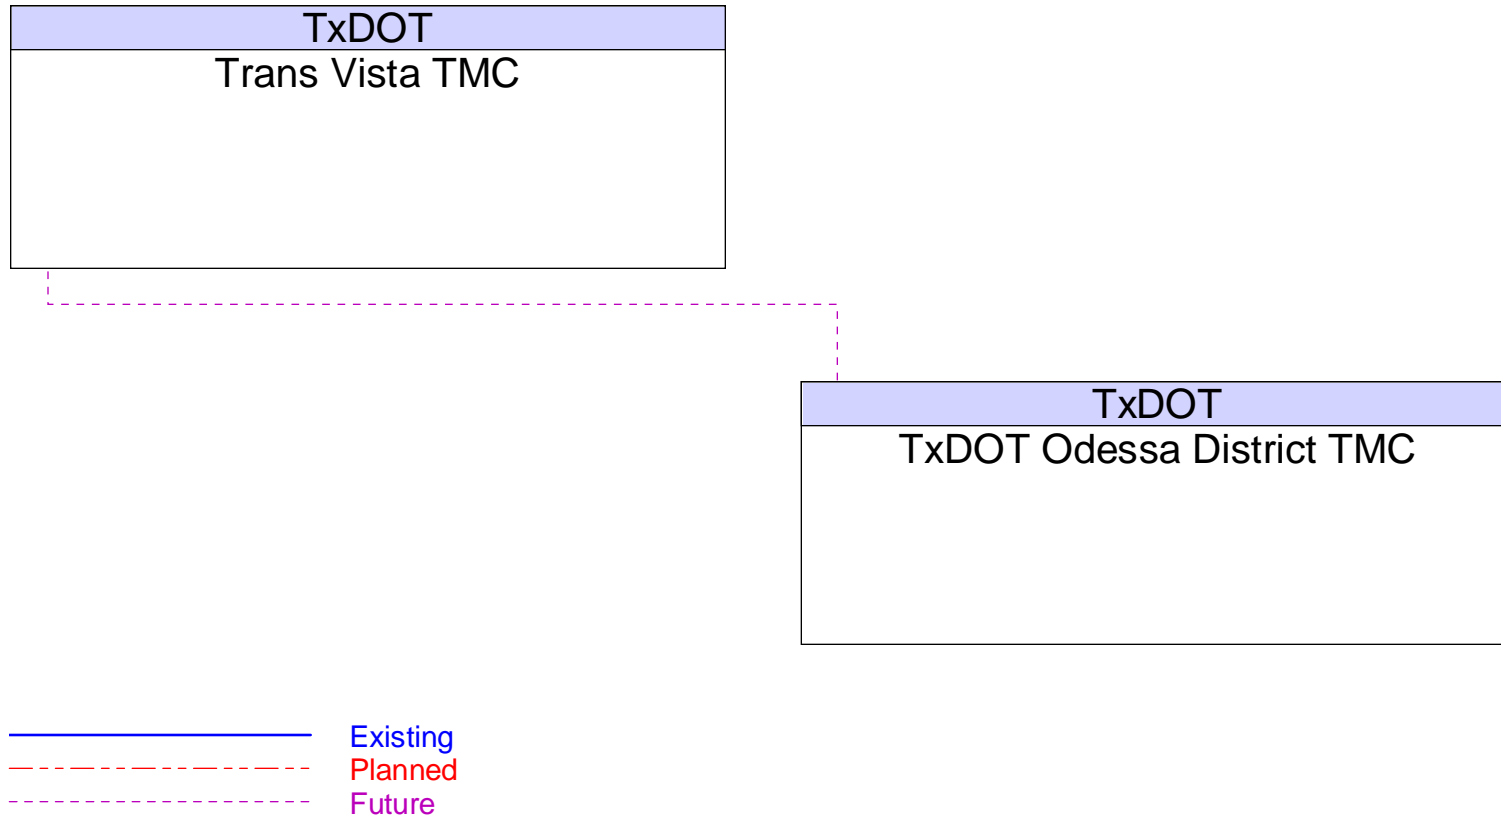 TxDOT
Trans Vista TMC
TxDOT
TxDOT Odessa District TMC
Existing
Planned
Future